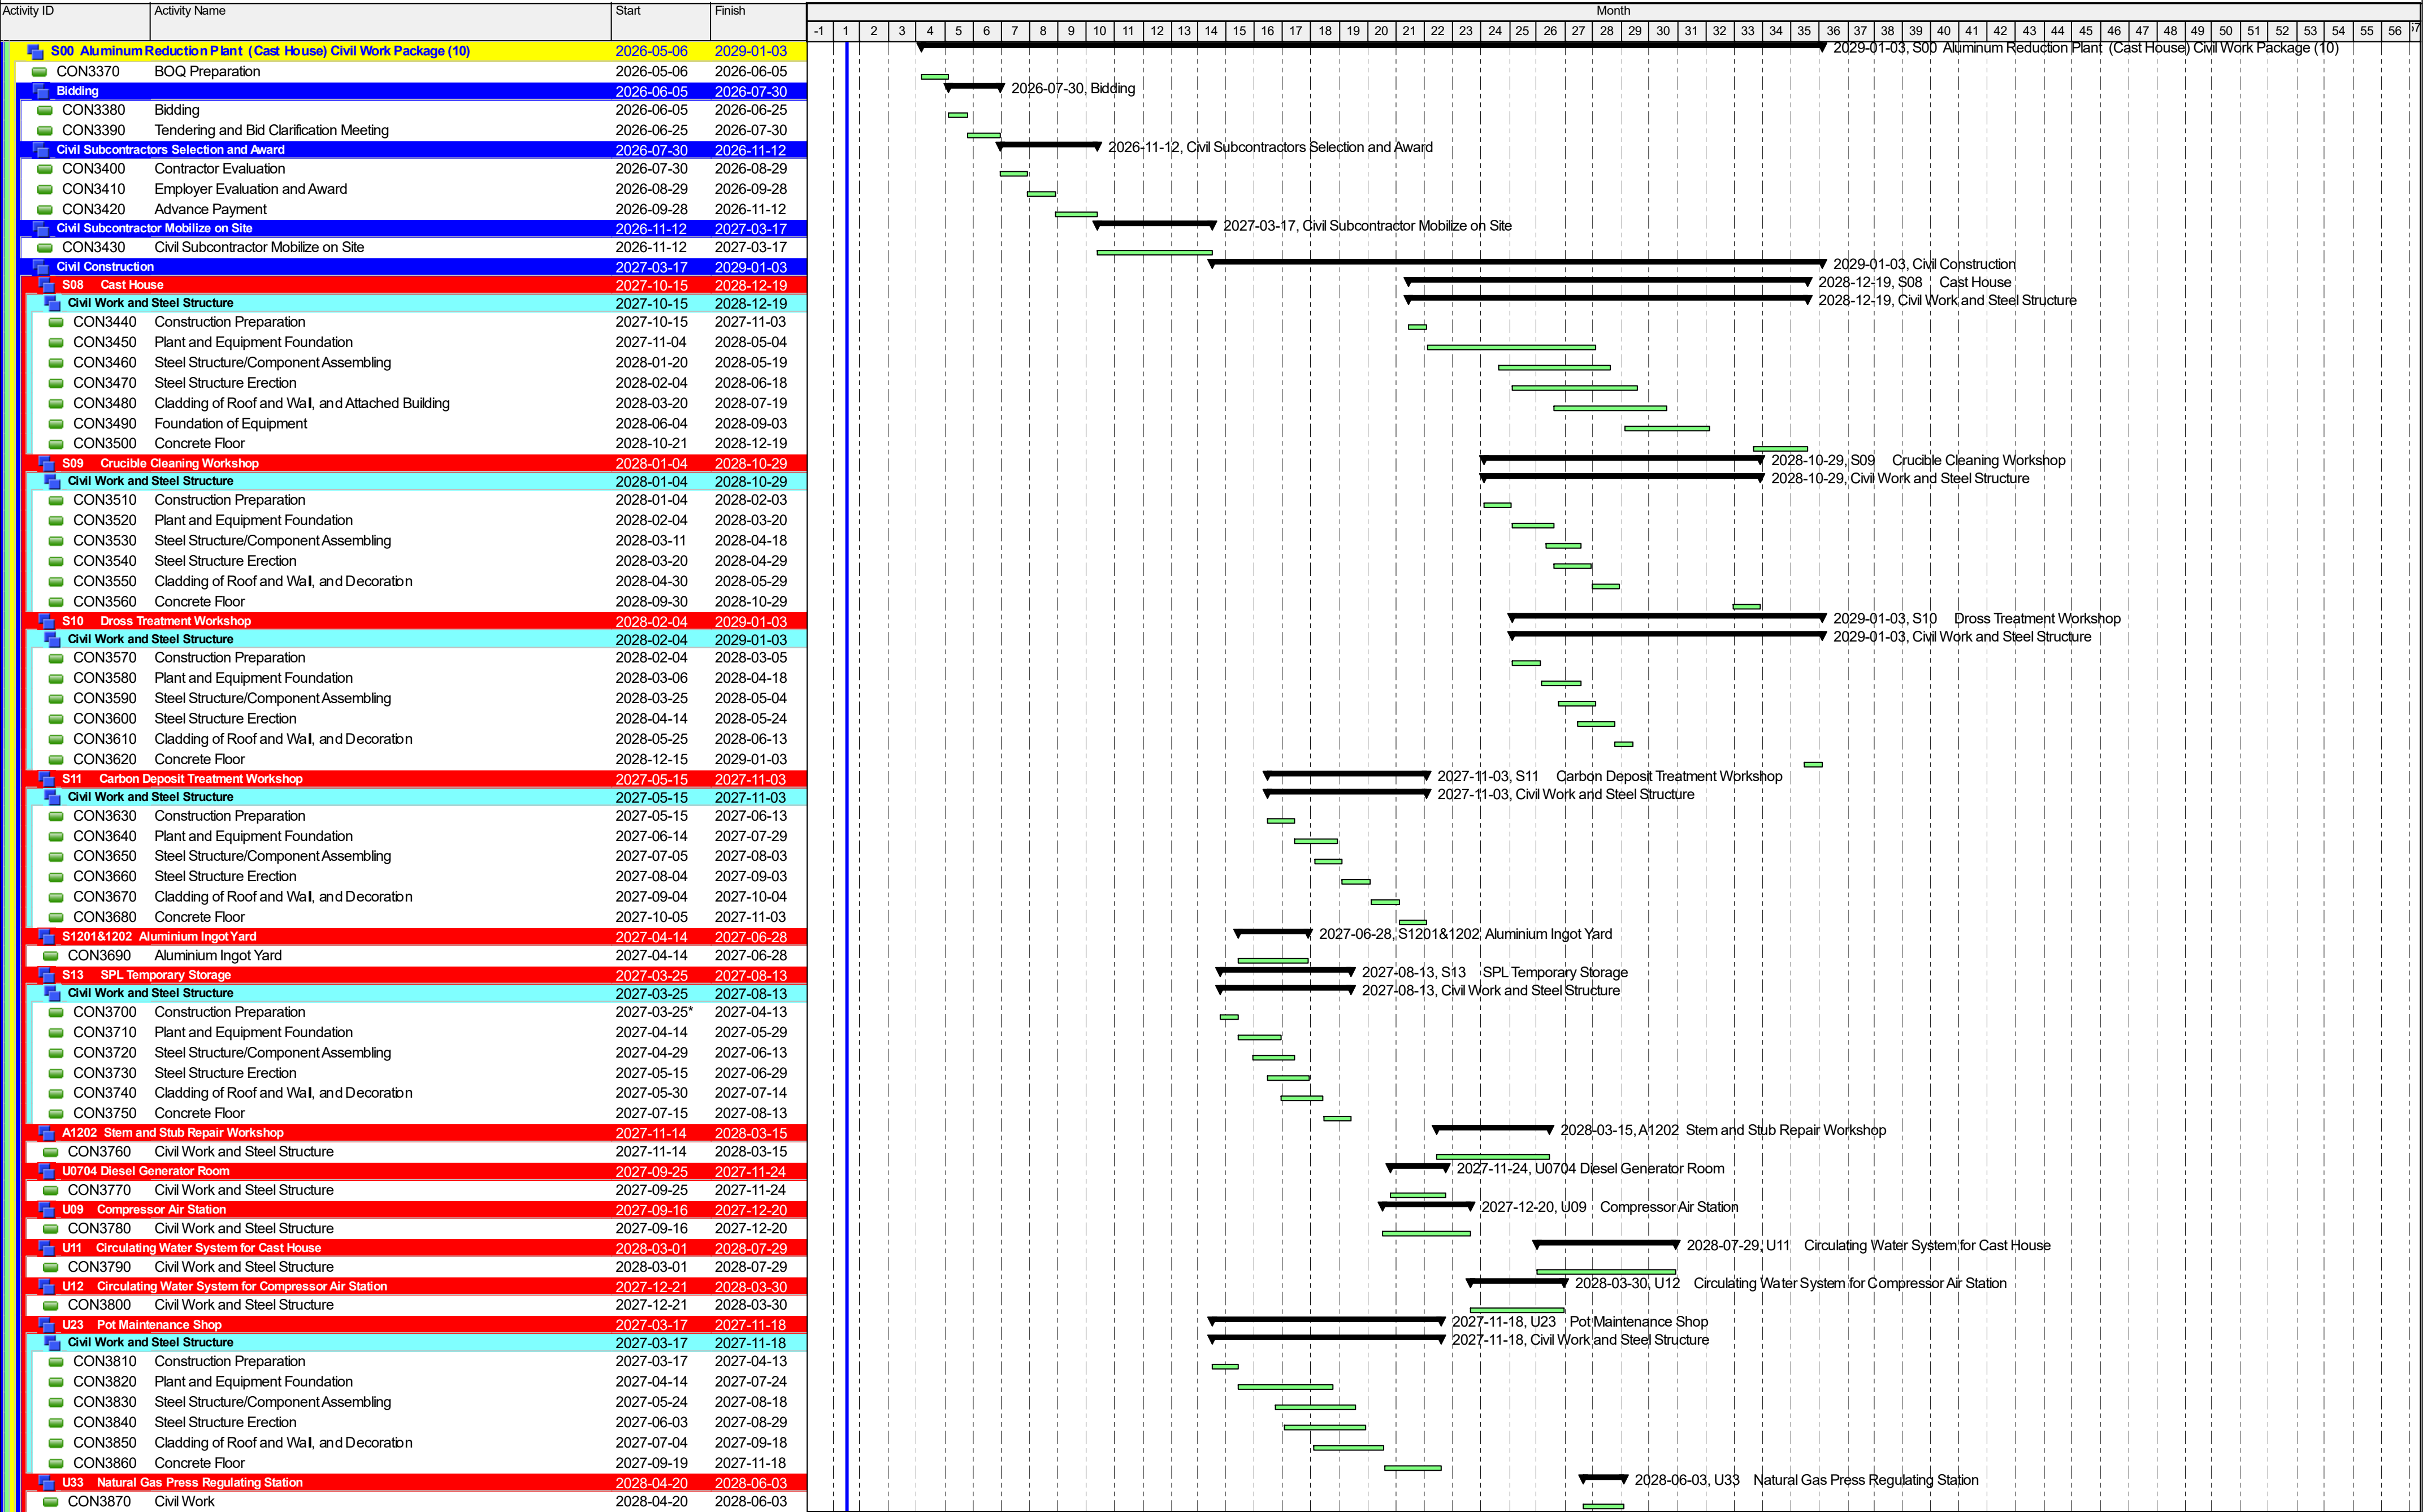 Activity ID Activity Name Start Finish Month
-1 1 2 3 4 5 6 7 8 9 10 11 12 13 14 15 16 17 18 19 20 21 22 23 24 25 26 27 28 29 30 31 32 33 34 35 36 37 38 39 40 41 42 43 44 45 46 47 48 49 50 51 52 53 54 55 56 57
S00 Aluminum Reduction Plant (Cast House) Civil Work Package (10) 2026-05-06 2029-01-03 2029-01-03, S00 Aluminum Reduction Plant (Cast House) Civil Work Package (10)
CON3370 BOQ Preparation 2026-05-06 2026-06-05
Bidding 2026-06-05 2026-07-30 2026-07-30, Bidding
CON3380 Bidding 2026-06-05 2026-06-25
CON3390 Tendering and Bid Clarification Meeting 2026-06-25 2026-07-30
Civil Subcontractors Selection and Award 2026-07-30 2026-11-12 2026-11-12, Civil Subcontractors Selection and Award
CON3400 Contractor Evaluation 2026-07-30 2026-08-29
CON3410 Employer Evaluation and Award 2026-08-29 2026-09-28
CON3420 Advance Payment 2026-09-28 2026-11-12
Civil Subcontractor Mobilize on Site 2026-11-12 2027-03-17 2027-03-17, Civil Subcontractor Mobilize on Site
CON3430 Civil Subcontractor Mobilize on Site 2026-11-12 2027-03-17
Civil Construction 2027-03-17 2029-01-03 2029-01-03, Civil Construction
S08 Cast House 2027-10-15 2028-12-19 2028-12-19, S08 Cast House
Civil Work and Steel Structure 2027-10-15 2028-12-19 2028-12-19, Civil Work and Steel Structure
CON3440 Construction Preparation 2027-10-15 2027-11-03
CON3450 Plant and Equipment Foundation 2027-11-04 2028-05-04
CON3460 Steel Structure/Component Assembling 2028-01-20 2028-05-19
CON3470 Steel Structure Erection 2028-02-04 2028-06-18
CON3480 Cladding of Roof and Wall, and Attached Building 2028-03-20 2028-07-19
CON3490 Foundation of Equipment 2028-06-04 2028-09-03
CON3500 Concrete Floor 2028-10-21 2028-12-19
S09 Crucible Cleaning Workshop 2028-01-04 2028-10-29 2028-10-29, S09 Crucible Cleaning Workshop
Civil Work and Steel Structure 2028-01-04 2028-10-29 2028-10-29, Civil Work and Steel Structure
CON3510 Construction Preparation 2028-01-04 2028-02-03
CON3520 Plant and Equipment Foundation 2028-02-04 2028-03-20
CON3530 Steel Structure/Component Assembling 2028-03-11 2028-04-18
CON3540 Steel Structure Erection 2028-03-20 2028-04-29
CON3550 Cladding of Roof and Wall, and Decoration 2028-04-30 2028-05-29
CON3560 Concrete Floor 2028-09-30 2028-10-29
S10 Dross Treatment Workshop 2028-02-04 2029-01-03 2029-01-03, S10 Dross Treatment Workshop
Civil Work and Steel Structure 2028-02-04 2029-01-03 2029-01-03, Civil Work and Steel Structure
CON3570 Construction Preparation 2028-02-04 2028-03-05
CON3580 Plant and Equipment Foundation 2028-03-06 2028-04-18
CON3590 Steel Structure/Component Assembling 2028-03-25 2028-05-04
CON3600 Steel Structure Erection 2028-04-14 2028-05-24
CON3610 Cladding of Roof and Wall, and Decoration 2028-05-25 2028-06-13
CON3620 Concrete Floor 2028-12-15 2029-01-03
S11 Carbon Deposit Treatment Workshop 2027-05-15 2027-11-03 2027-11-03, S11 Carbon Deposit Treatment Workshop
Civil Work and Steel Structure 2027-05-15 2027-11-03 2027-11-03, Civil Work and Steel Structure
CON3630 Construction Preparation 2027-05-15 2027-06-13
CON3640 Plant and Equipment Foundation 2027-06-14 2027-07-29
CON3650 Steel Structure/Component Assembling 2027-07-05 2027-08-03
CON3660 Steel Structure Erection 2027-08-04 2027-09-03
CON3670 Cladding of Roof and Wall, and Decoration 2027-09-04 2027-10-04
CON3680 Concrete Floor 2027-10-05 2027-11-03
S1201&1202 Aluminium Ingot Yard 2027-04-14 2027-06-28 2027-06-28, S1201&1202 Aluminium Ingot Yard
CON3690 Aluminium Ingot Yard 2027-04-14 2027-06-28
S13 SPL Temporary Storage 2027-03-25 2027-08-13 2027-08-13, S13 SPL Temporary Storage
Civil Work and Steel Structure 2027-03-25 2027-08-13 2027-08-13, Civil Work and Steel Structure
CON3700 Construction Preparation 2027-03-25* 2027-04-13
CON3710 Plant and Equipment Foundation 2027-04-14 2027-05-29
CON3720 Steel Structure/Component Assembling 2027-04-29 2027-06-13
CON3730 Steel Structure Erection 2027-05-15 2027-06-29
CON3740 Cladding of Roof and Wall, and Decoration 2027-05-30 2027-07-14
CON3750 Concrete Floor 2027-07-15 2027-08-13
A1202 Stem and Stub Repair Workshop 2027-11-14 2028-03-15 2028-03-15, A1202 Stem and Stub Repair Workshop
CON3760 Civil Work and Steel Structure 2027-11-14 2028-03-15
U0704 Diesel Generator Room 2027-09-25 2027-11-24 2027-11-24, U0704 Diesel Generator Room
CON3770 Civil Work and Steel Structure 2027-09-25 2027-11-24
U09 Compressor Air Station 2027-09-16 2027-12-20 2027-12-20, U09 Compressor Air Station
CON3780 Civil Work and Steel Structure 2027-09-16 2027-12-20
U11 Circulating Water System for Cast House 2028-03-01 2028-07-29 2028-07-29, U11 Circulating Water System for Cast House
CON3790 Civil Work and Steel Structure 2028-03-01 2028-07-29
U12 Circulating Water System for Compressor Air Station 2027-12-21 2028-03-30 2028-03-30, U12 Circulating Water System for Compressor Air Station
CON3800 Civil Work and Steel Structure 2027-12-21 2028-03-30
U23 Pot Maintenance Shop 2027-03-17 2027-11-18 2027-11-18, U23 Pot Maintenance Shop
Civil Work and Steel Structure 2027-03-17 2027-11-18 2027-11-18, Civil Work and Steel Structure
CON3810 Construction Preparation 2027-03-17 2027-04-13
CON3820 Plant and Equipment Foundation 2027-04-14 2027-07-24
CON3830 Steel Structure/Component Assembling 2027-05-24 2027-08-18
CON3840 Steel Structure Erection 2027-06-03 2027-08-29
CON3850 Cladding of Roof and Wall, and Decoration 2027-07-04 2027-09-18
CON3860 Concrete Floor 2027-09-19 2027-11-18
U33 Natural Gas Press Regulating Station 2028-04-20 2028-06-03 2028-06-03, U33 Natural Gas Press Regulating Station
CON3870 Civil Work 2028-04-20 2028-06-03